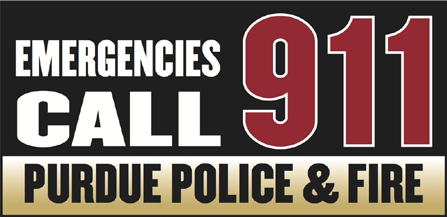 EMERGENCIES
CALL 911
PURDUE POLICE & FIRE